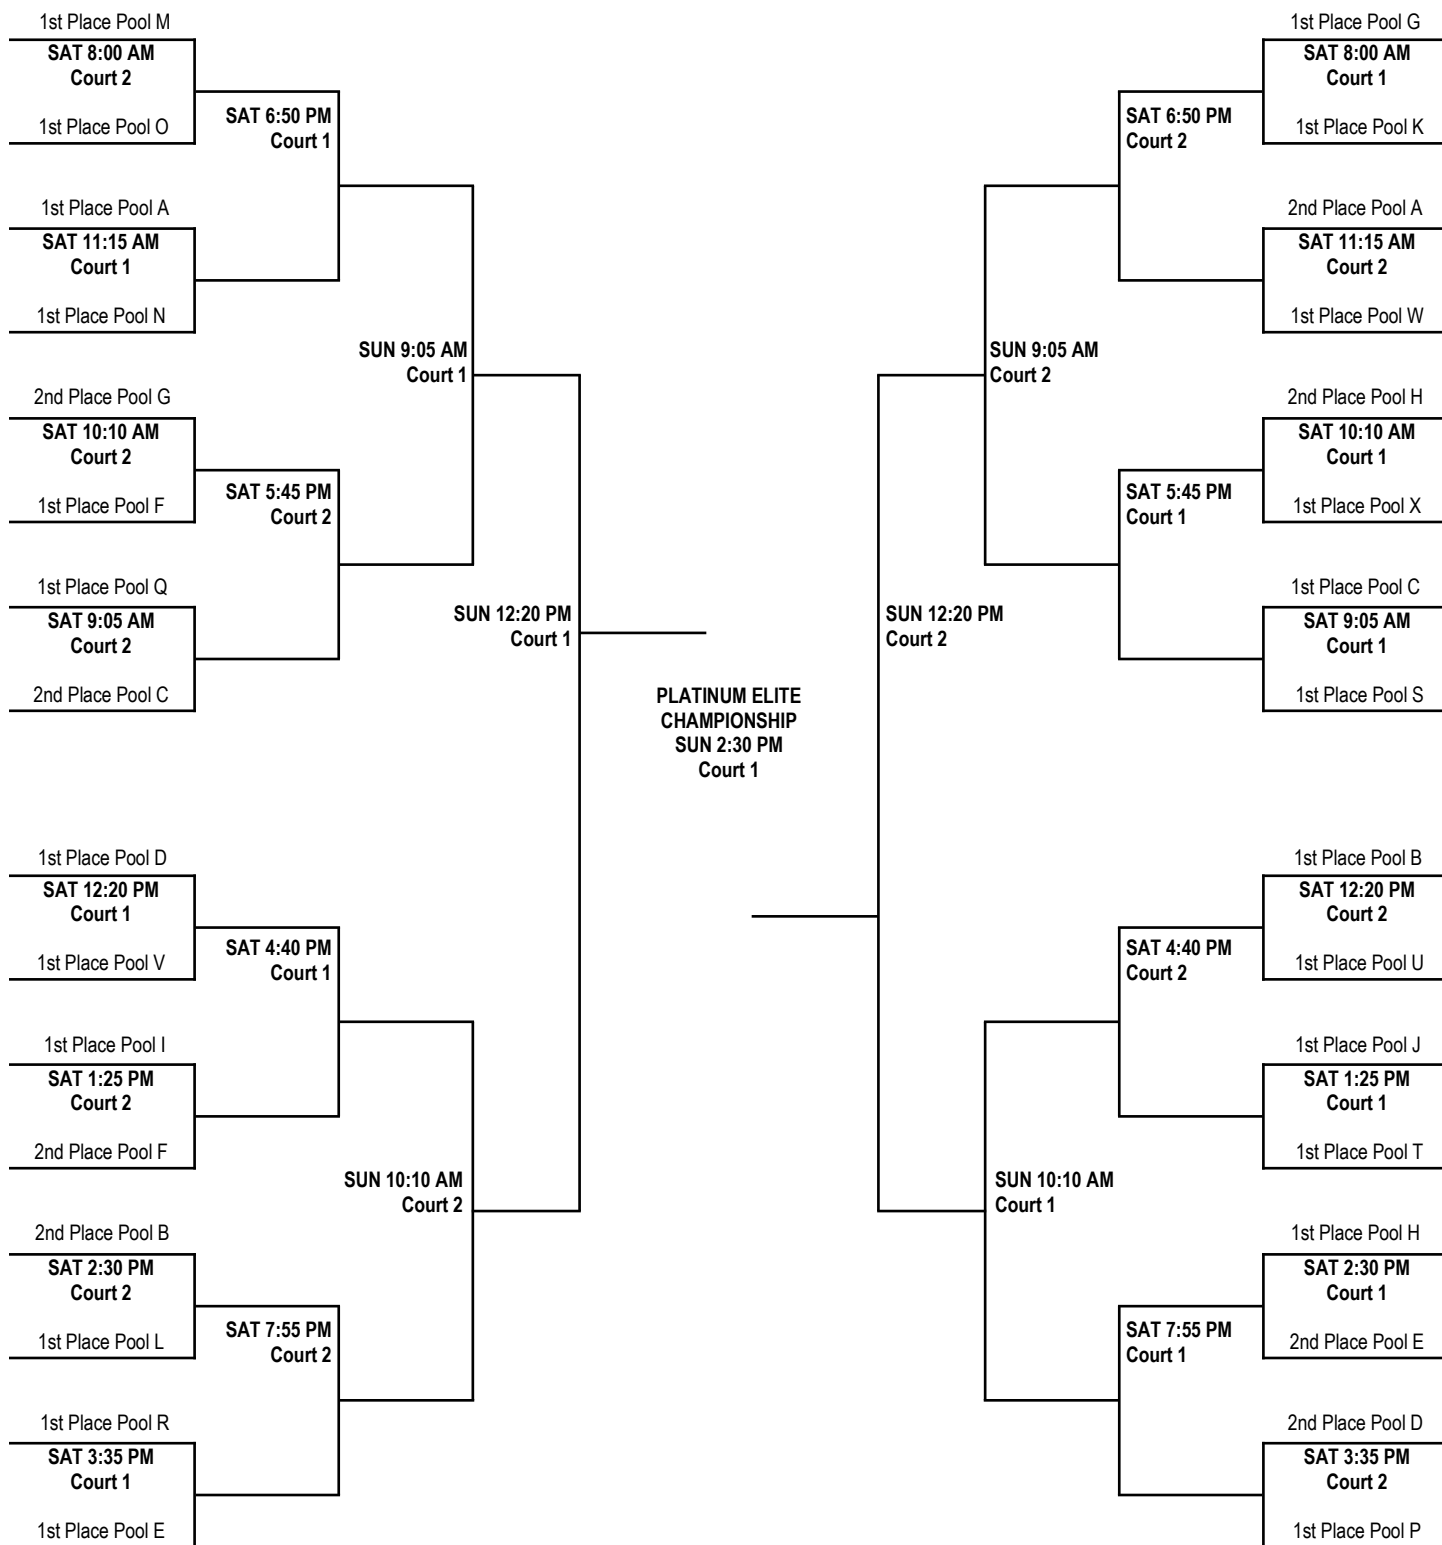 1st Place Pool M
SAT 8:00 AM
Court 2
1st Place Pool O
SAT 6:50 PM
Court 1
1st Place Pool A
SAT 11:15 AM
Court 1
1st Place Pool N
SUN 9:05 AM
Court 1
2nd Place Pool G
SAT 10:10 AM
Court 2
1st Place Pool F
SAT 5:45 PM
Court 2
1st Place Pool Q
SAT 9:05 AM
Court 2
2nd Place Pool C
SUN 12:20 PM
Court 1
1st Place Pool D
SAT 12:20 PM
Court 1
1st Place Pool V
SAT 4:40 PM
Court 1
1st Place Pool I
SAT 1:25 PM
Court 2
2nd Place Pool F
SUN 10:10 AM
Court 2
2nd Place Pool B
SAT 2:30 PM
Court 2
1st Place Pool L
SAT 7:55 PM
Court 2
1st Place Pool R
SAT 3:35 PM
Court 1
1st Place Pool E
PLATINUM ELITE
CHAMPIONSHIP
SUN 2:30 PM
Court 1
1st Place Pool G
SAT 8:00 AM
Court 1
1st Place Pool K
SAT 6:50 PM
Court 2
2nd Place Pool A
SAT 11:15 AM
Court 2
1st Place Pool W
SUN 9:05 AM
Court 2
2nd Place Pool H
SAT 10:10 AM
Court 1
1st Place Pool X
SAT 5:45 PM
Court 1
1st Place Pool C
SAT 9:05 AM
Court 1
1st Place Pool S
SUN 12:20 PM
Court 2
1st Place Pool B
SAT 12:20 PM
Court 2
1st Place Pool U
SAT 4:40 PM
Court 2
1st Place Pool J
SAT 1:25 PM
Court 1
1st Place Pool T
SUN 10:10 AM
Court 1
1st Place Pool H
SAT 2:30 PM
Court 1
2nd Place Pool E
SAT 7:55 PM
Court 1
2nd Place Pool D
SAT 3:35 PM
Court 2
1st Place Pool P